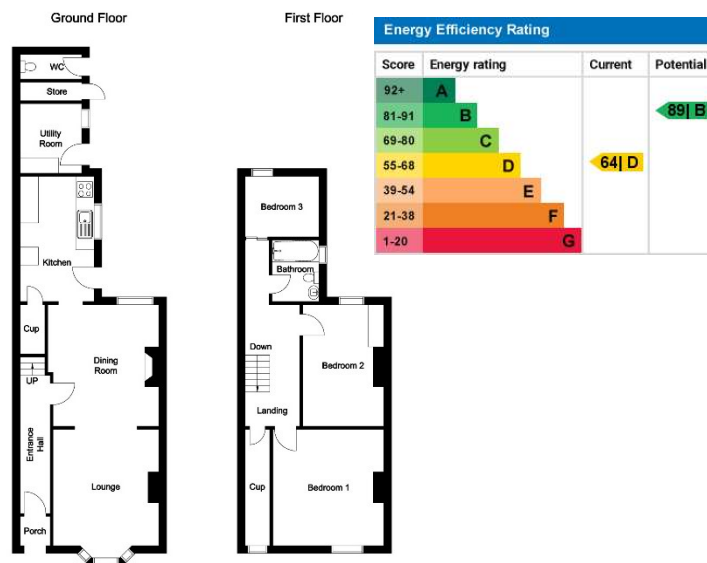 Ground Floor
WC
Store
Utility
Room
Kitchen
Cup
Dining
Room
UP
Entrance
Hall
Lounge
Porch
First Floor
Bedroom 3
Bathroom
Down
Bedroom 2
Landing
Cup
Bedroom 1
Energy Efficiency Rating
Score Energy rating Current Potential
92+ A
81-91 B 89| B
69-80 C
55-68 D 64| D
39-54 E
21-38 F
1-20 G